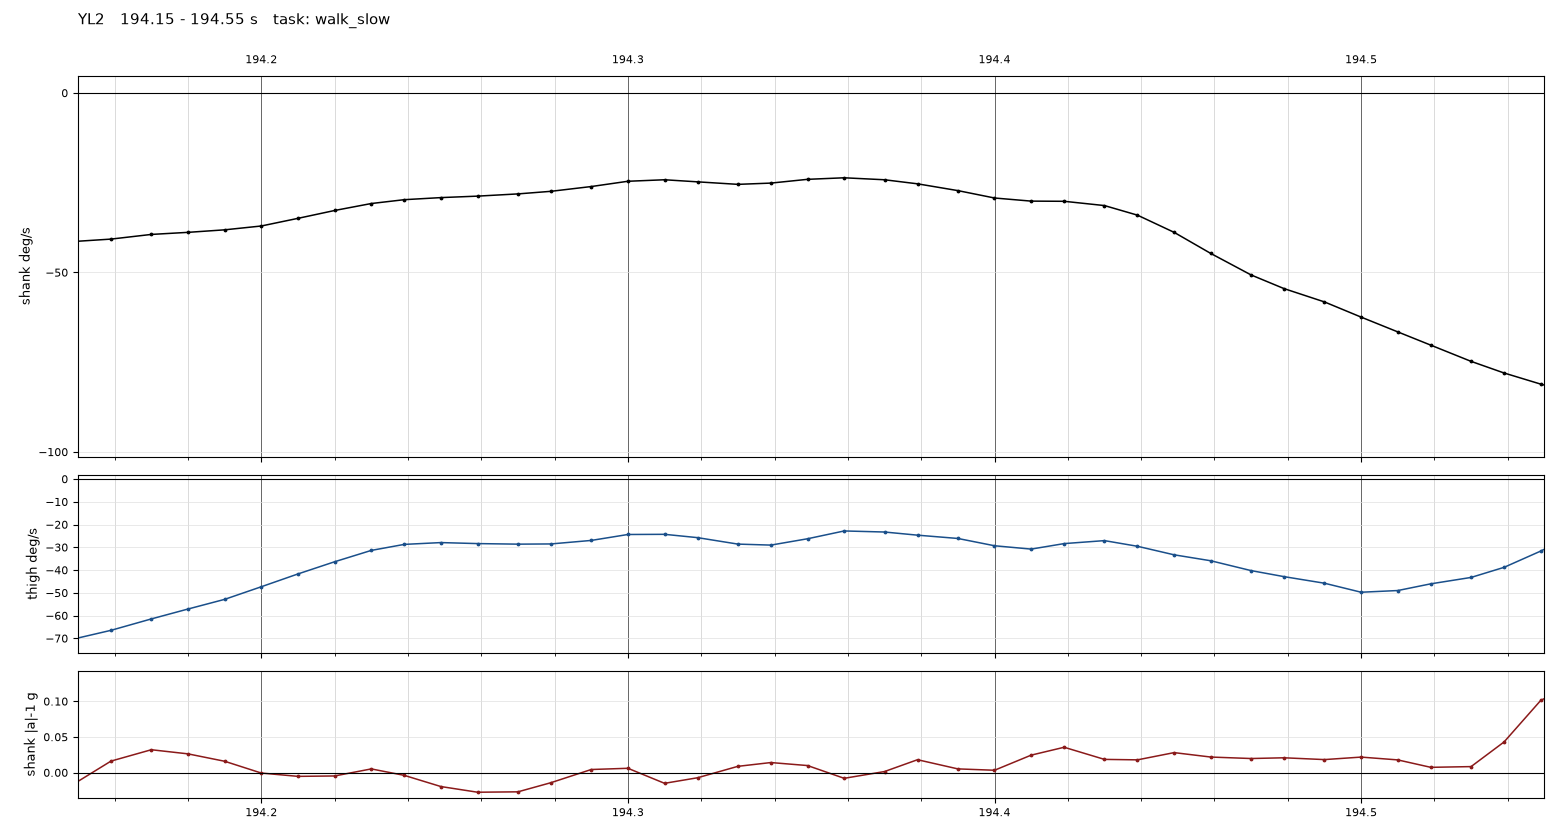 YL2   194.15 - 194.55 s   task: walk_slow
194.2 194.3 194.4 194.5
shank deg/s
0
−50
−100
thigh deg/s
0
−10
−20
−30
−40
−50
−60
−70
shank |a|-1 g
0.10
0.05
0.00
194.2 194.3 194.4 194.5